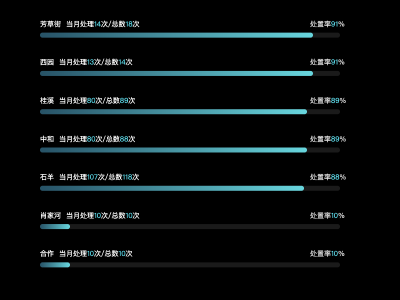 芳草街 当月处理14次/总数18次 处置率91%
西园 当月处理13次/总数14次 处置率91%
桂溪 当月处理80次/总数89次 处置率89%
中和 当月处理80次/总数88次 处置率89%
石羊 当月处理107次/总数118次 处置率88%
肖家河 当月处理10次/总数10次 处置率10%
合作 当月处理10次/总数10次 处置率10%